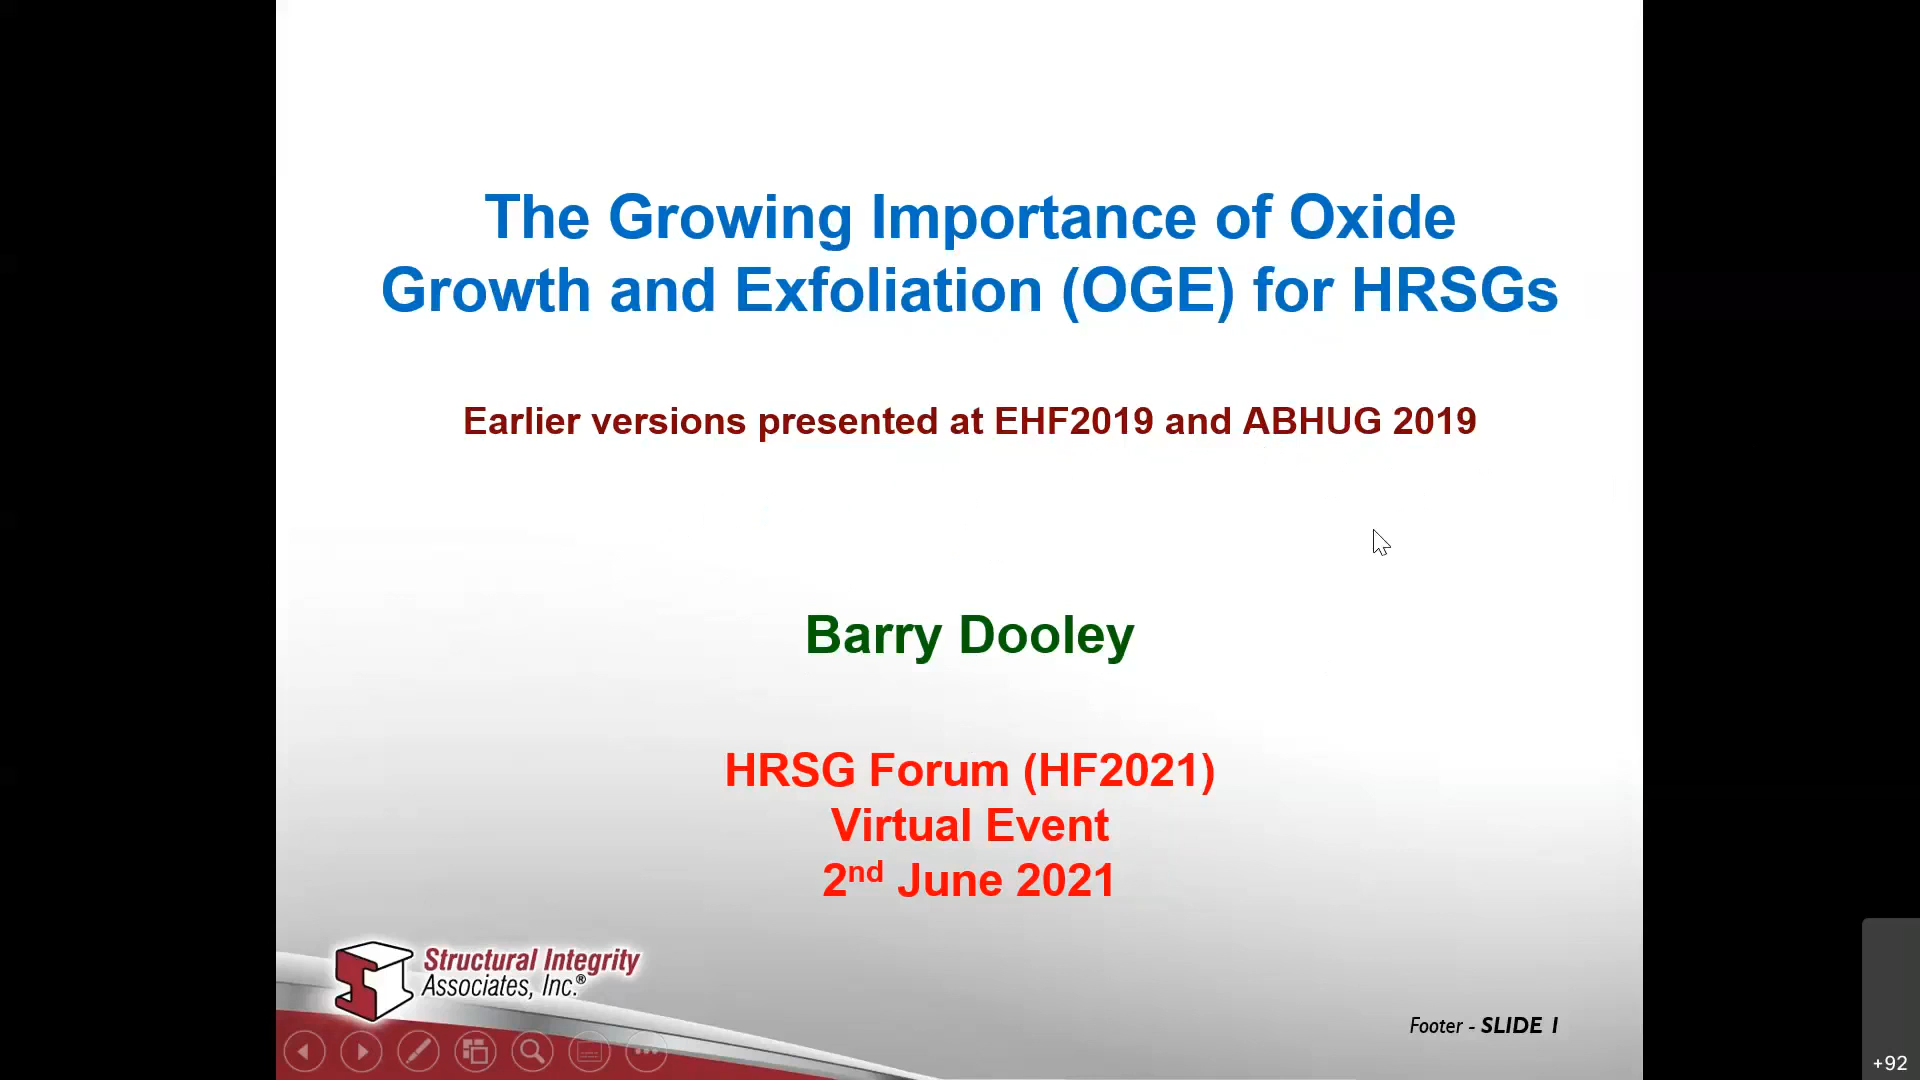 The Growing Importance of Oxide
Growth and Exfoliation (OGE) for HRSGs
Earlier versions presented at EHF2019 and ABHUG 2019
Barry Dooley
HRSG Forum (HF2021)
Virtual Event
2nd June 2021
Structural Integrity
Associates, Inc.®
Footer - SLIDE 1
+92